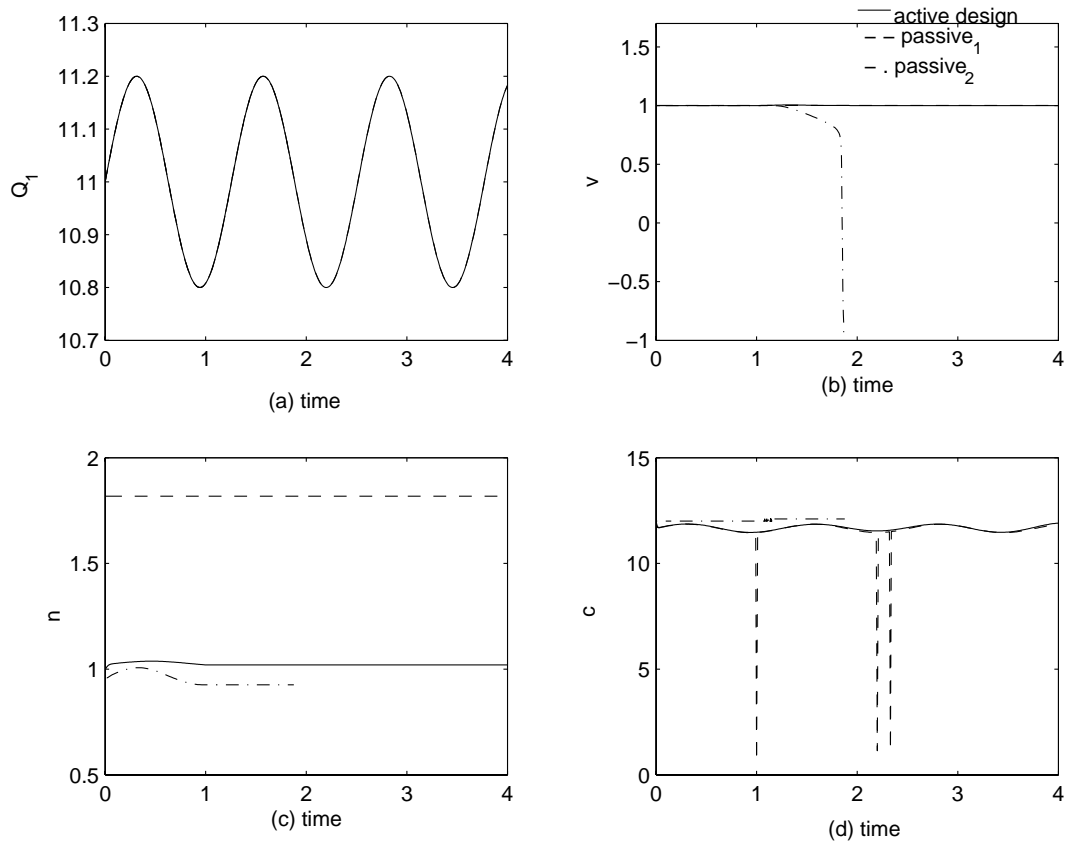 11.3
11.2
11.1
11
10.9
10.8
10.7
Q1
0 1 2 3 4
(a) time
active design
passive1
passive2
1.5
1
0.5
0
−0.5
−1
v
0 1 2 3 4
(b) time
2
1.5
1
0.5
n
0 1 2 3 4
(c) time
15
10
5
0
c
0 1 2 3 4
(d) time